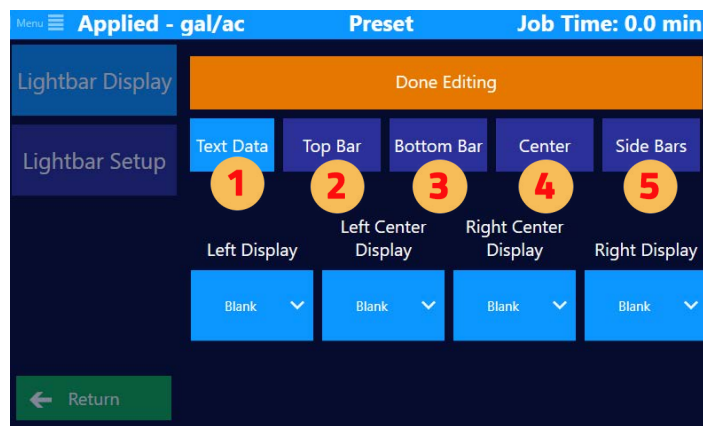 Menu Applied - gal/ac Preset Job Time: 0.0 min
Lightbar Display
Done Editing
Lightbar Setup
Text Data Top Bar Bottom Bar Center Side Bars
1 2 3 4 5
Left Display
Left Center
Display
Right Center
Display
Right Display
Blank Blank Blank Blank
Return